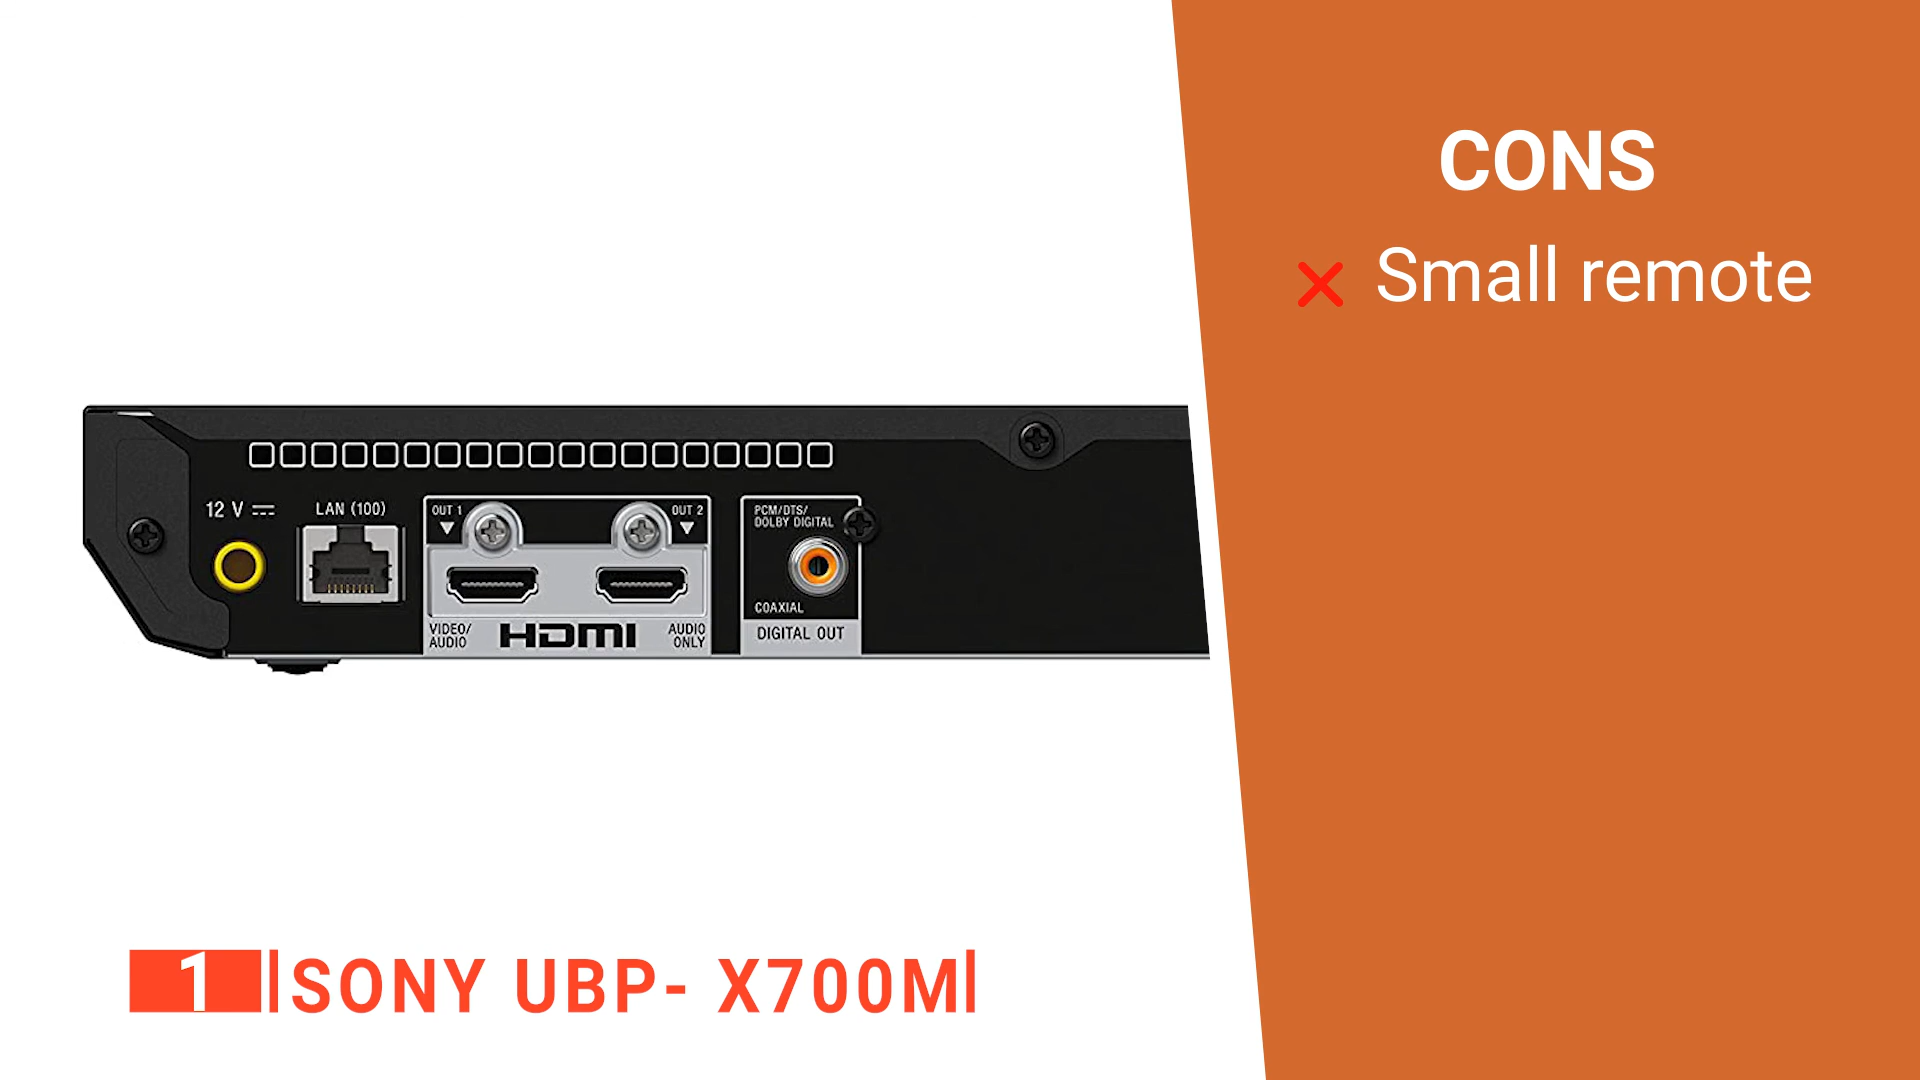 CONS
Small remote
12 V
LAN (100)
OUT 1
OUT 2
VIDEO/
AUDIO
HDMI
AUDIO
ONLY
PCM/DTS/
DOLBY DIGITAL
COAXIAL
DIGITAL OUT
1 SONY UBP- X700M